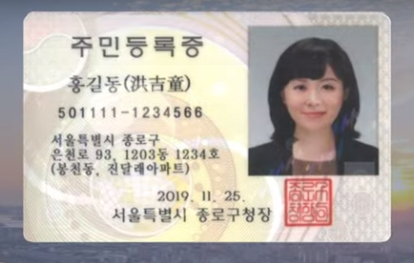 주민등록증
홍길동(洪吉童)
501111-1234566
서울특별시 종로구
은천로 93, 1203동 1234호
(봉천동, 진달래아파트)
2019. 11. 25.
서울특별시 종로구청장